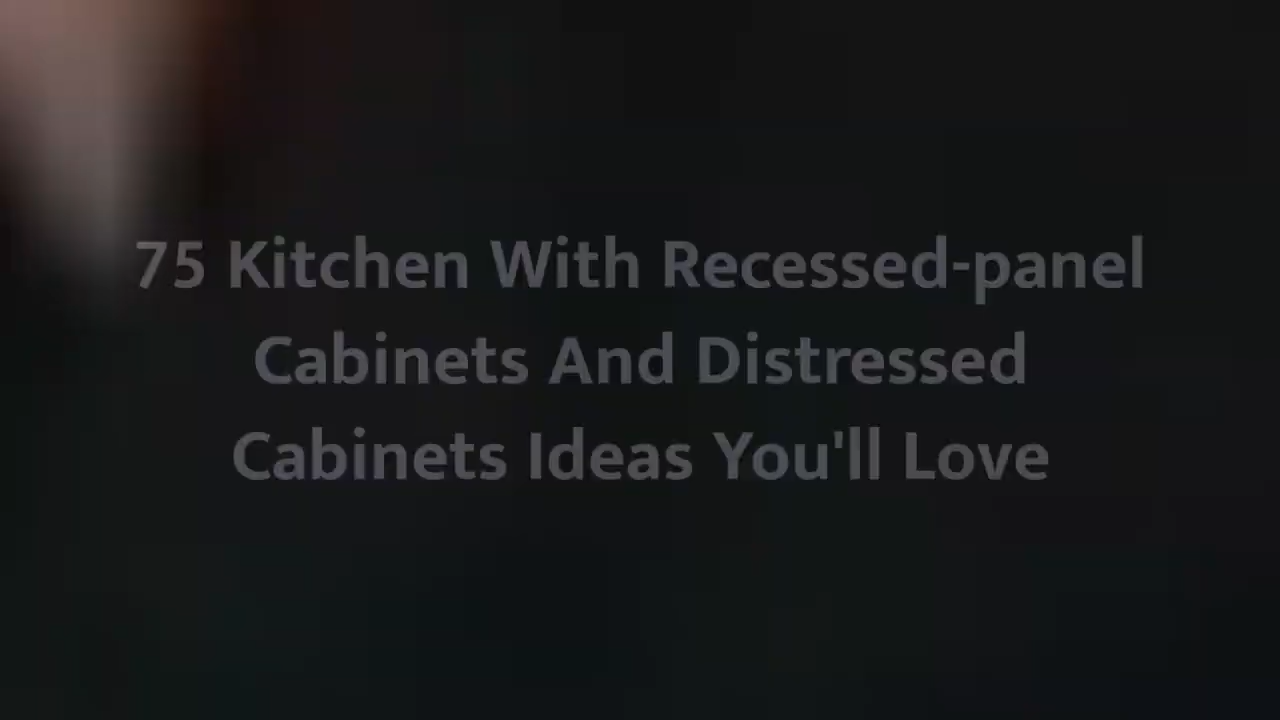 75 Kitchen With Recessed-panel
Cabinets And Distressed
Cabinets Ideas You'll Love